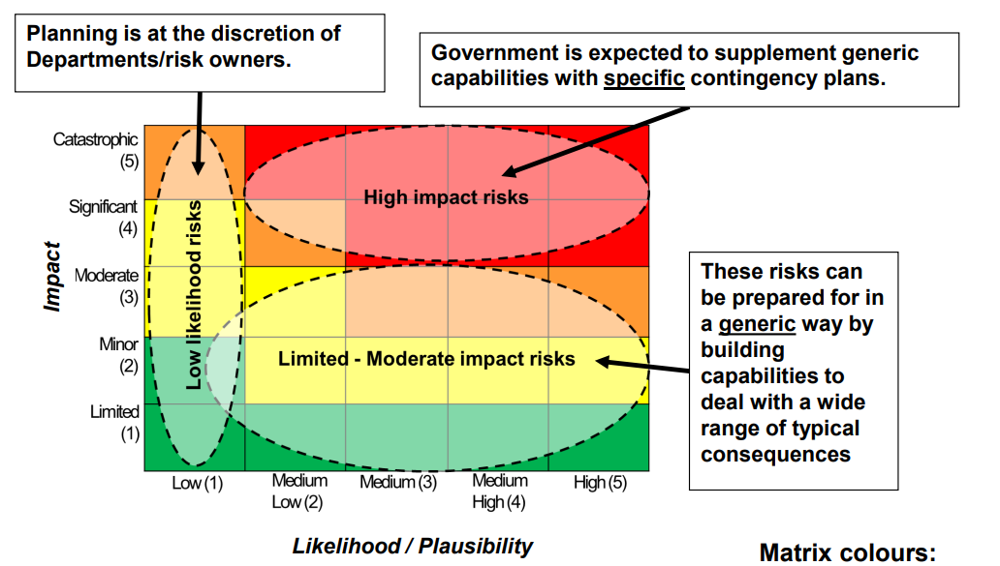 Planning is at the discretion of
Departments/risk owners.
Government is expected to supplement generic
capabilities with specific contingency plans.
Catastrophic
(5)
Significant
(4)
Moderate
(3)
Minor
(2)
Limited
(1)
Impact
Low likelihood risks
High impact risks
Limited - Moderate impact risks
These risks can
be prepared for in
a generic way by
building
capabilities to
deal with a wide
range of typical
consequences
Low (1)
Medium
Low (2)
Medium (3)
Medium
High (4)
High (5)
Likelihood / Plausibility
Matrix colours: